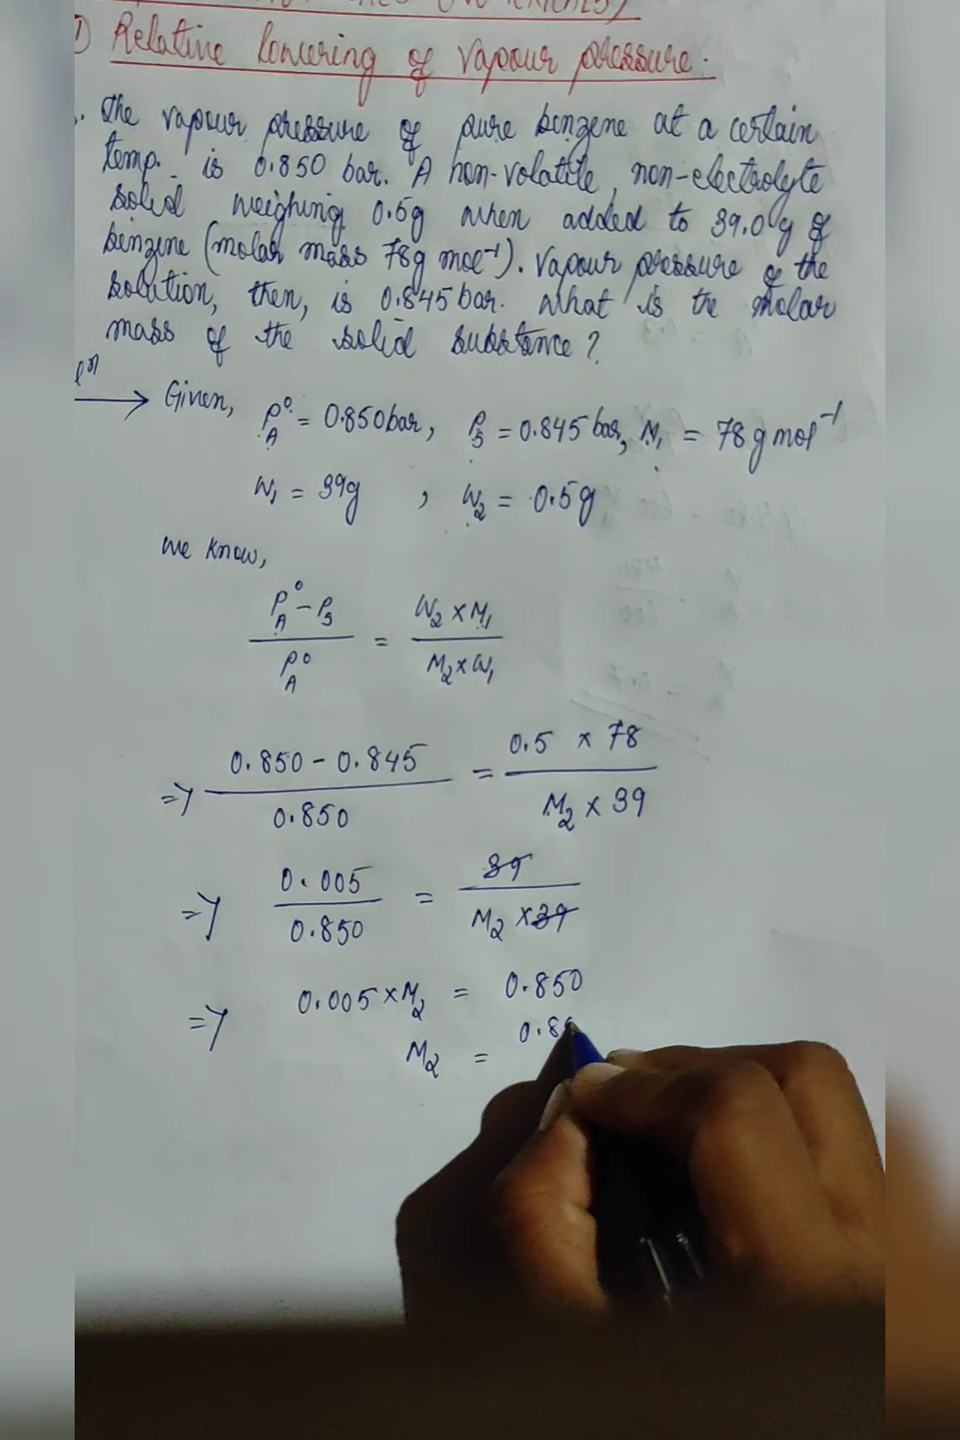 Relative lowering of vapour pressure.
The vapour pressure of pure benzene at a certain
temp. is 0.850 bar. A non-volatile, non-electrolyte
solid weighing 0.5g when added to 39.0g of
benzene (molar mass 78g mol⁻¹). Vapour pressure of the
solution, then, is 0.845 bar. What is the molar
mass of the solid substance?
→ Given, P°A = 0.850 bar, Ps = 0.845 bar, M₁ = 78 g mol⁻¹
W₁ = 39g , W₂ = 0.5g
we know,
(P°A - Ps) / P°A = (W₂ × M₁) / (M₂ × W₁)
=> (0.850 - 0.845) / 0.850 = (0.5 × 78) / (M₂ × 39)
=> 0.005 / 0.850 = 39 / (M₂ × 39)
=> 0.005 × M₂ = 0.850
M₂ = 0.8